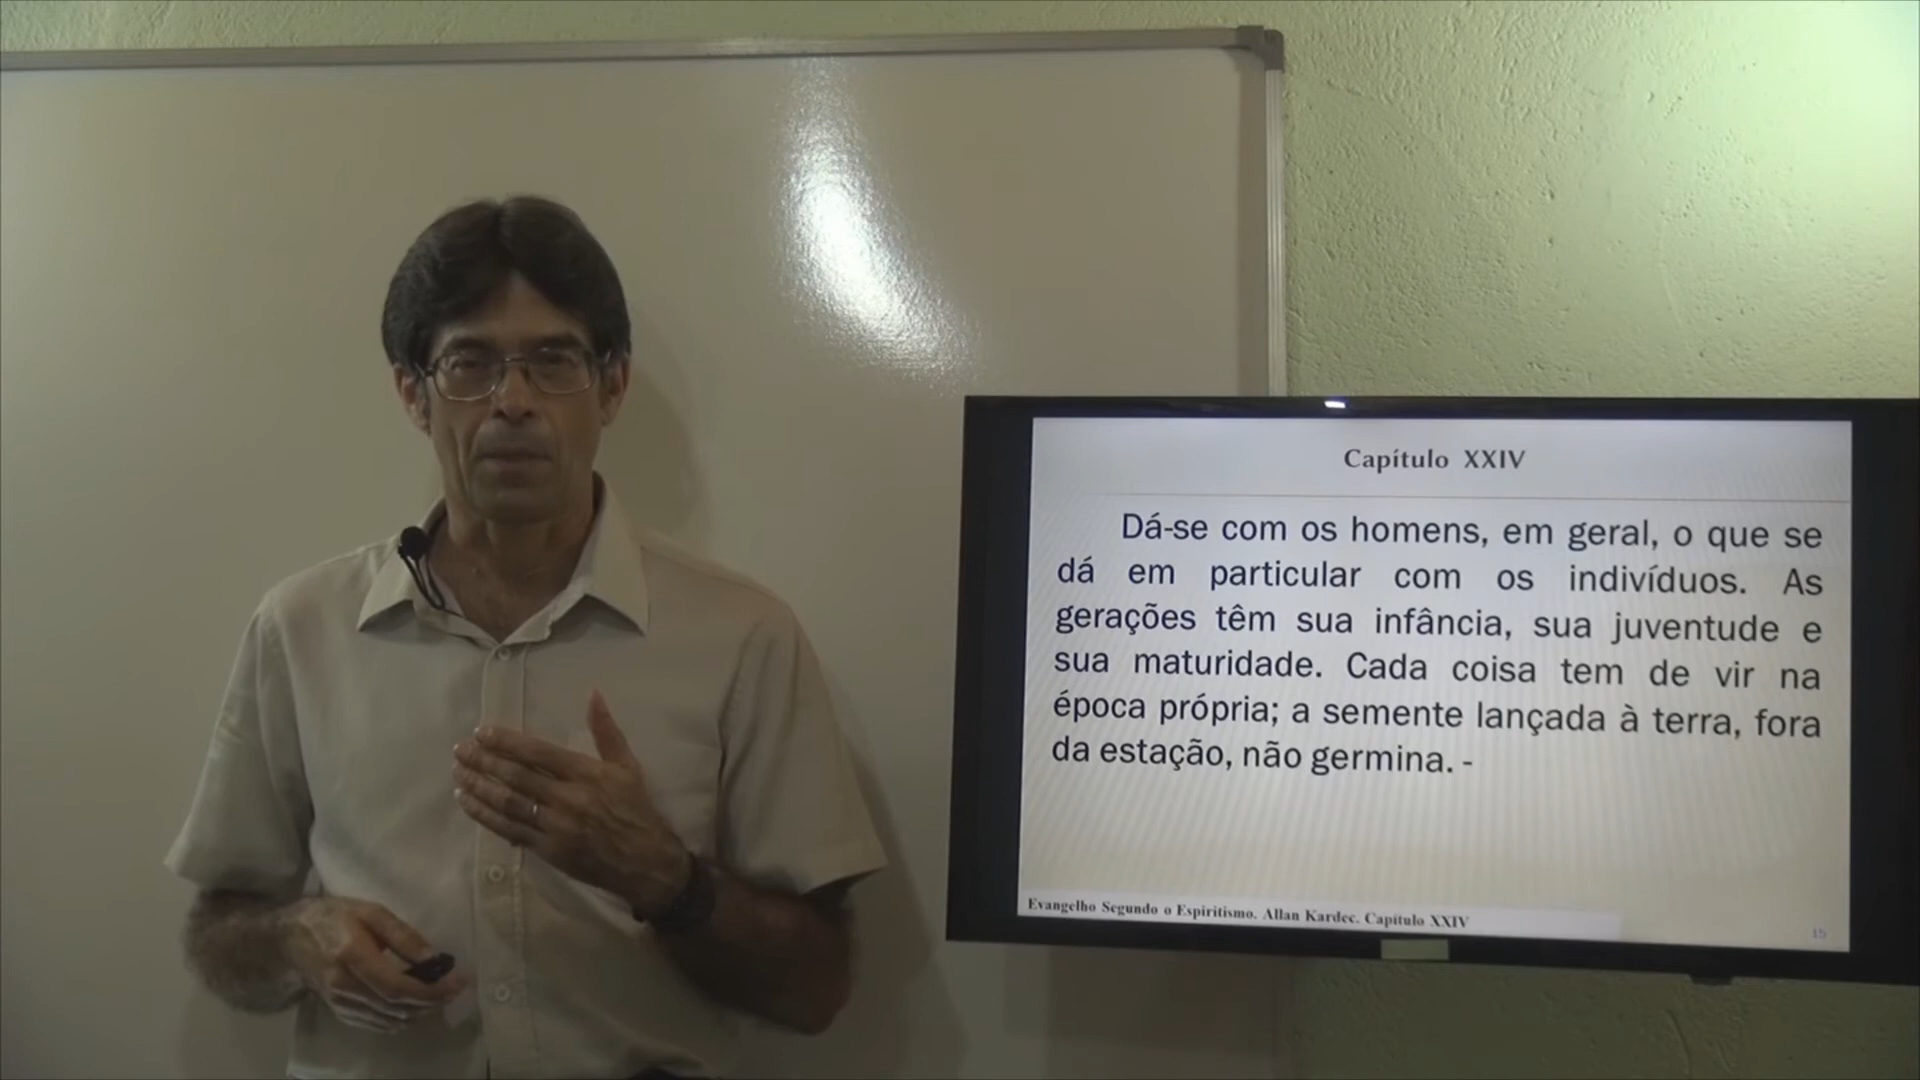 Capítulo XXIV
Dá-se com os homens, em geral, o que se
dá em particular com os indivíduos. As
gerações têm sua infância, sua juventude e
sua maturidade. Cada coisa tem de vir na
época própria; a semente lançada à terra, fora
da estação, não germina. -
Evangelho Segundo o Espiritismo. Allan Kardec. Capítulo XXIV
15